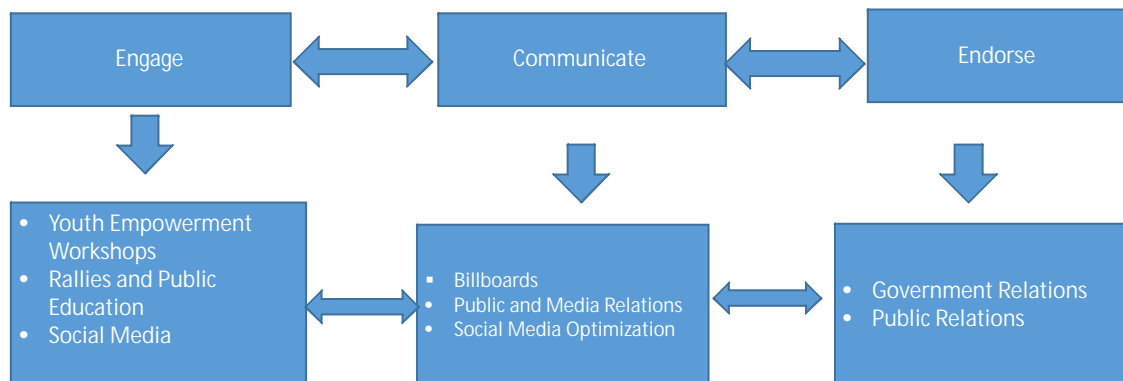 Engage
Communicate
Endorse
• Youth Empowerment
Workshops
• Rallies and Public
Education
• Social Media
▪ Billboards
• Public and Media Relations
• Social Media Optimization
• Government Relations
• Public Relations